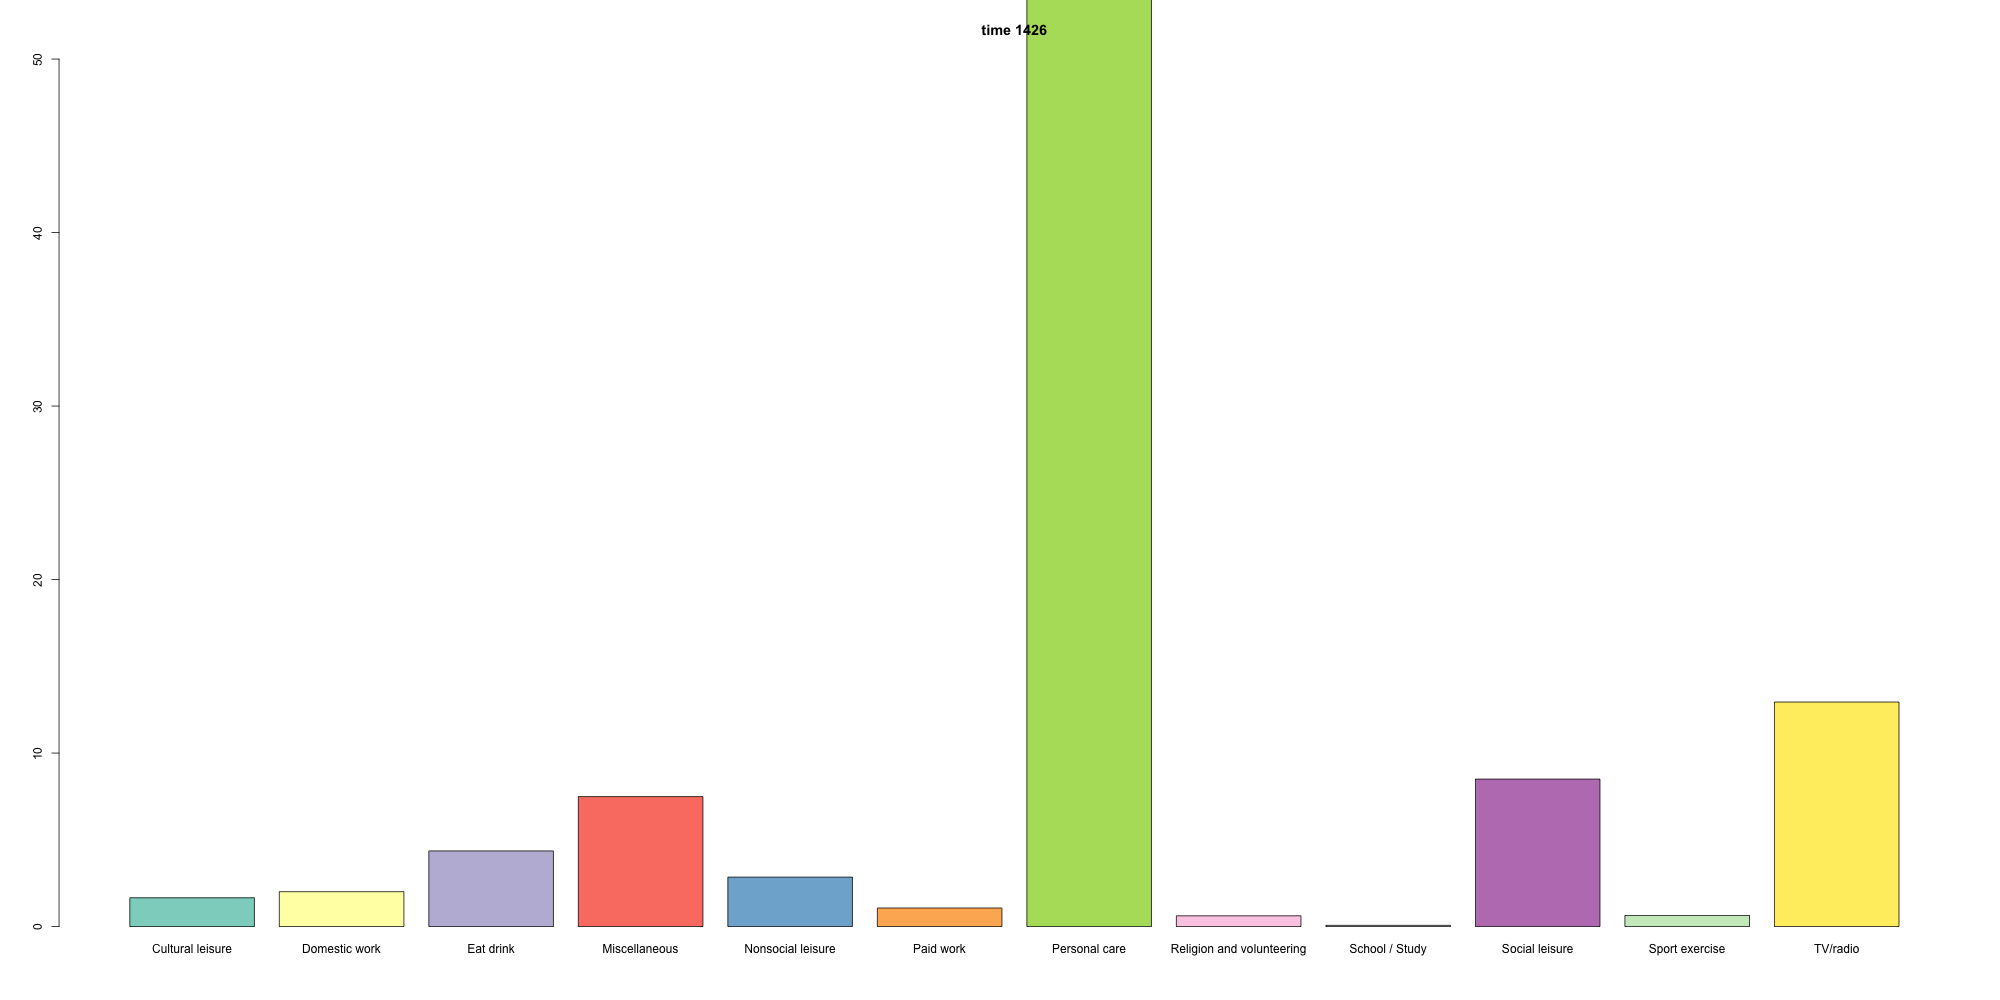 time 1426
50
40
30
20
10
0
Cultural leisure
Domestic work
Eat drink
Miscellaneous
Nonsocial leisure
Paid work
Personal care
Religion and volunteering
School / Study
Social leisure
Sport exercise
TV/radio